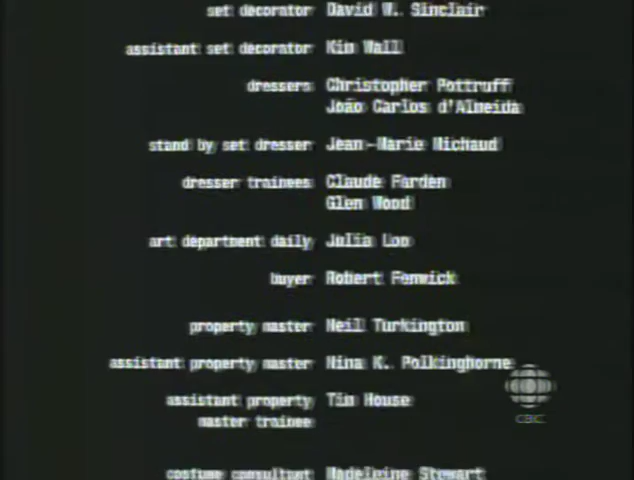 set decorator David W. Sinclair
assistant set decorator Kim Wall
dressers Christopher Pottruff
João Carlos d'Almeida
stand by set dresser Jean-Marie Michaud
dresser trainees Claude Farden
Glen Wood
art department daily Julia Loo
buyer Robert Fenwick
property master Neil Turkington
assistant property master Nina K. Polkinghorne
assistant property Tim House
master trainee
CBC
costume consultant Madeleine Stewart